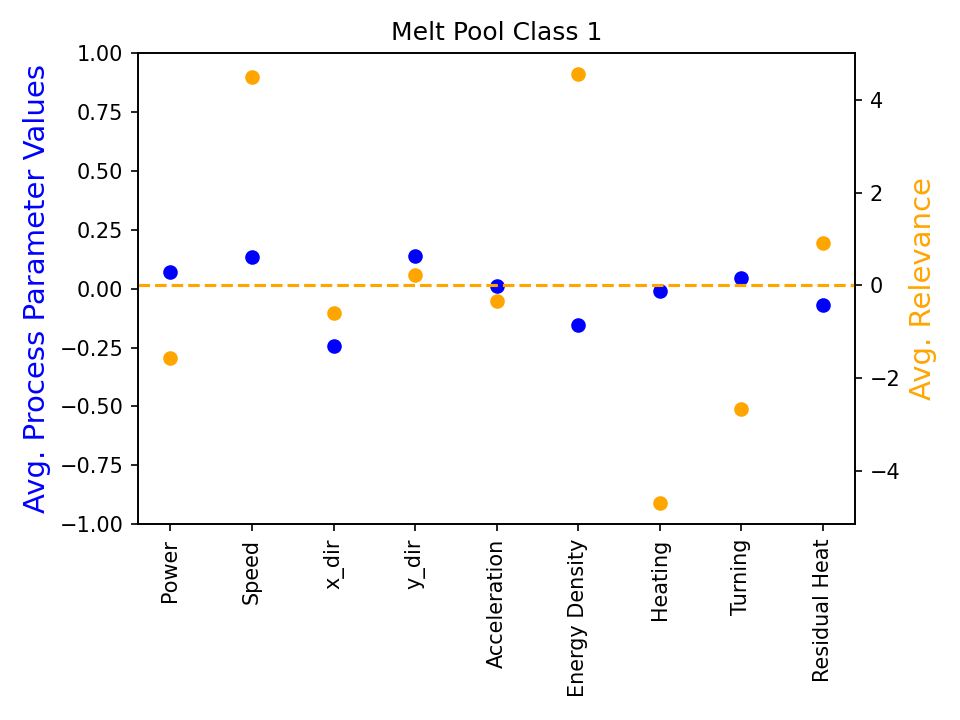 Melt Pool Class 1
Avg. Process Parameter Values
1.00
0.75
0.50
0.25
0.00
−0.25
−0.50
−0.75
−1.00
4
2
0
−2
−4
Avg. Relevance
Power
Speed
x_dir
y_dir
Acceleration
Energy Density
Heating
Turning
Residual Heat